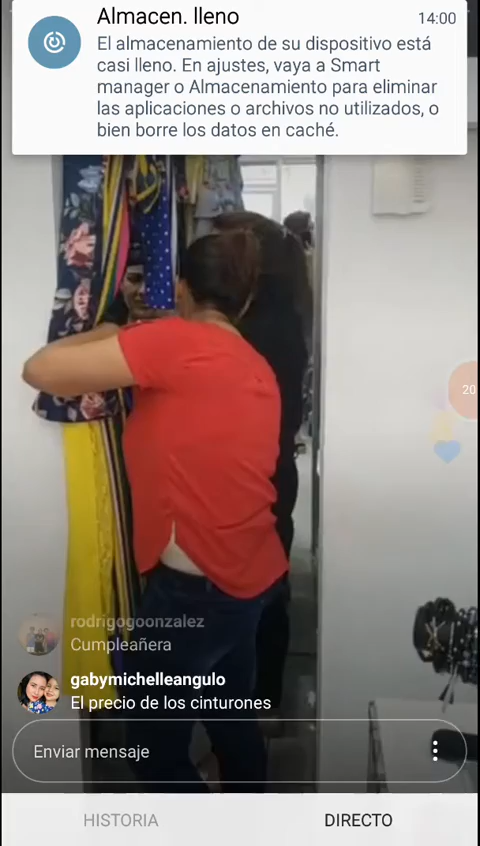 Almacen. lleno
14:00
El almacenamiento de su dispositivo está
casi lleno. En ajustes, vaya a Smart
manager o Almacenamiento para eliminar
las aplicaciones o archivos no utilizados, o
bien borre los datos en caché.
20
rodrigogoonzalez
Cumpleañera
gabymichelleangulo
El precio de los cinturones
Enviar mensaje
HISTORIA
DIRECTO